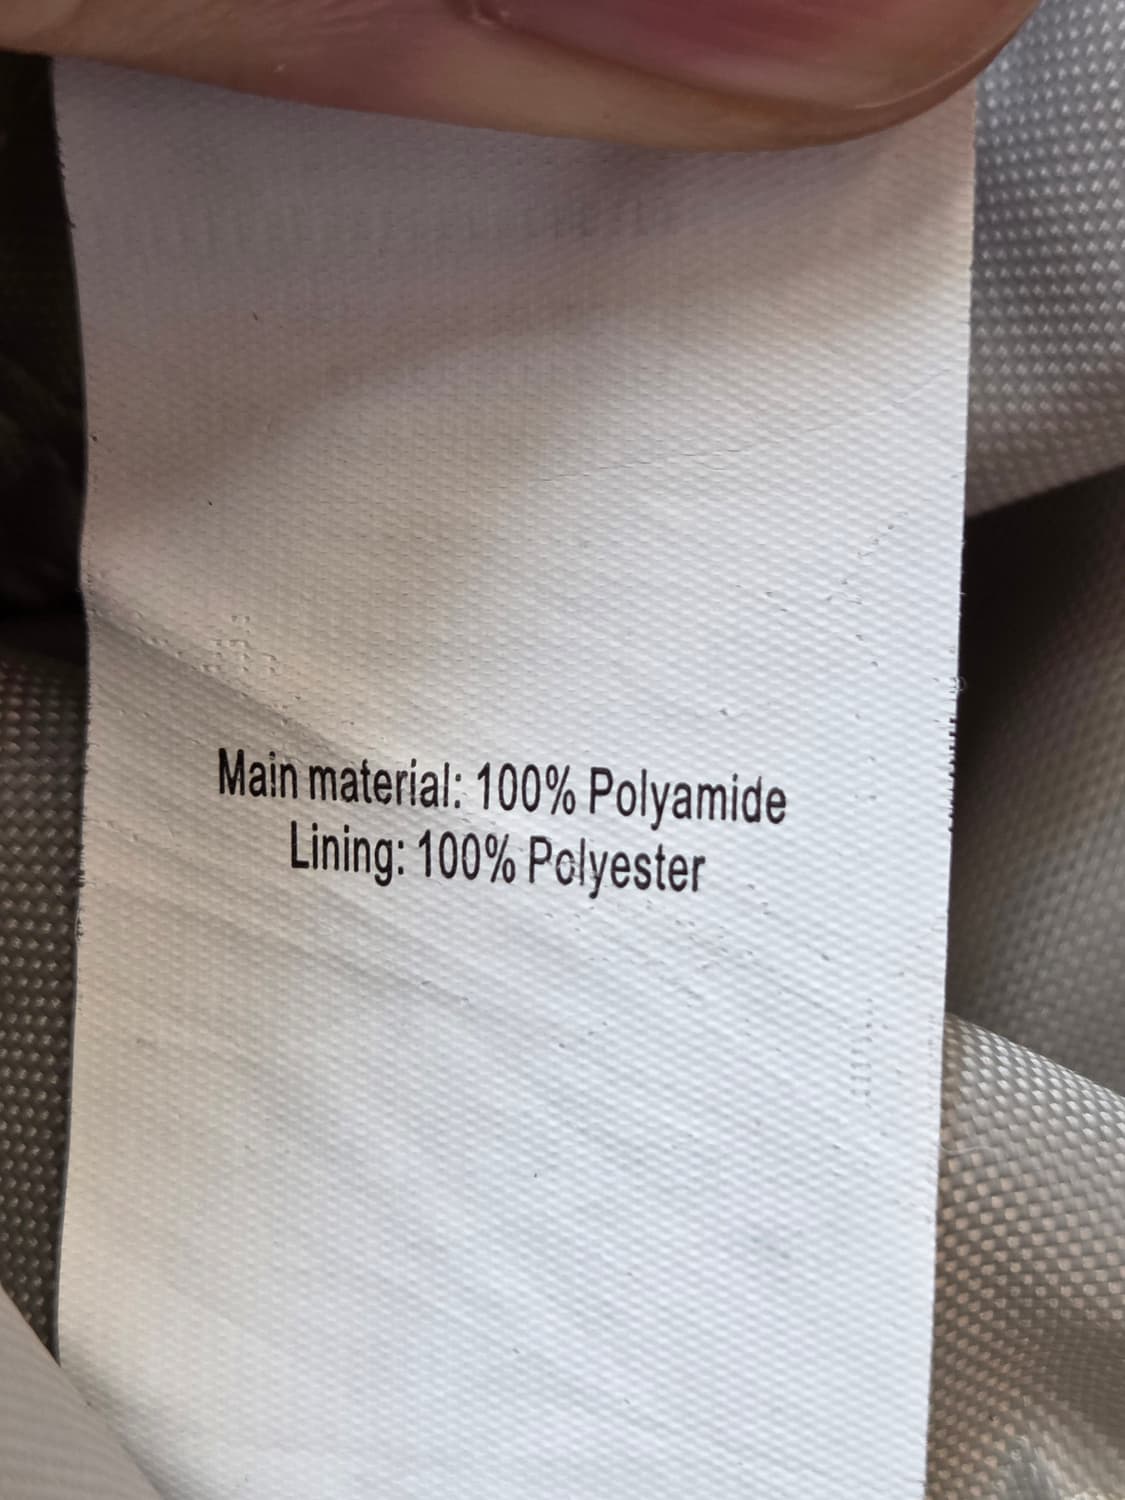 Main material: 100% Polyamide
Lining: 100% Polyester